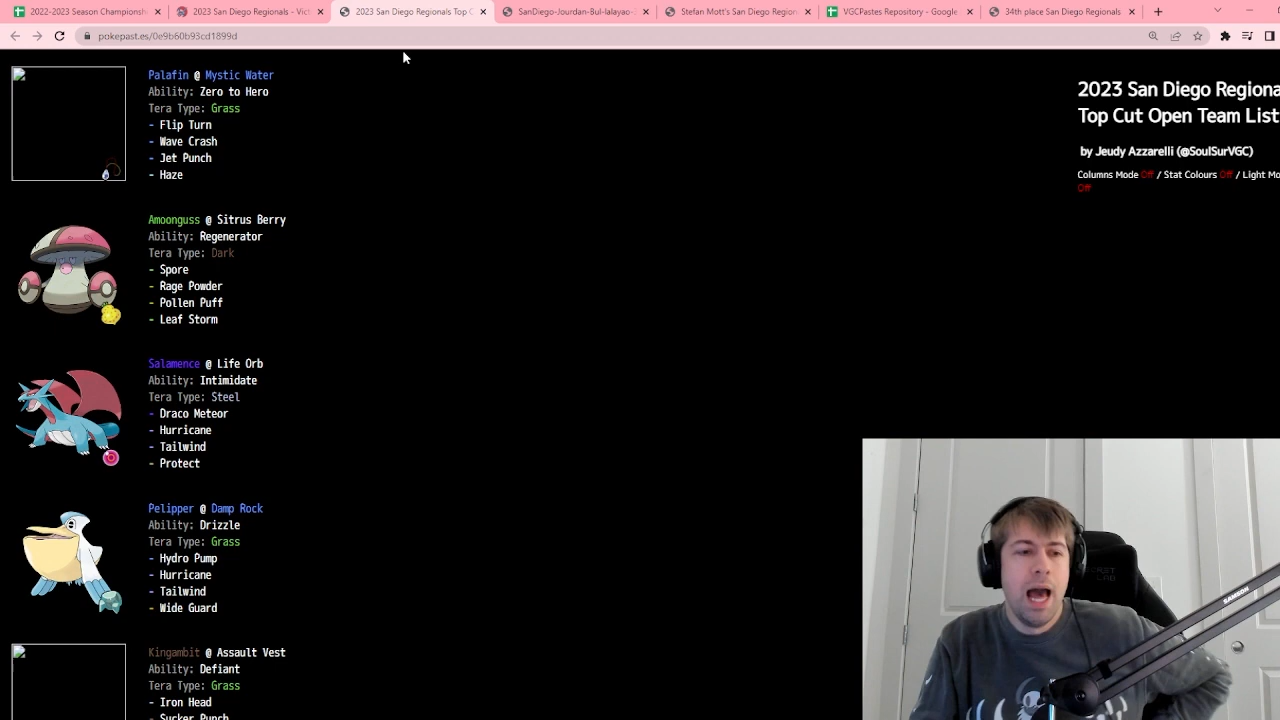 2022-2023 Season Championsh
2023 San Diego Regionals - Vict
2023 San Diego Regionals Top C
SanDiego-Jourdan-Bul-lalayao-
Stefan Mott's San Diego Region
VGCPastes Repository - Google
34th place San Diego Regionals
pokepast.es/0e9b60b93cd1899d
Palafin @ Mystic Water
Ability: Zero to Hero
Tera Type: Grass
- Flip Turn
- Wave Crash
- Jet Punch
- Haze
2023 San Diego Regiona
Top Cut Open Team List
by Jeudy Azzarelli (@SoulSurVGC)
Columns Mode Off / Stat Colours Off / Light Mo
Off
Amoonguss @ Sitrus Berry
Ability: Regenerator
Tera Type: Dark
- Spore
- Rage Powder
- Pollen Puff
- Leaf Storm
Salamence @ Life Orb
Ability: Intimidate
Tera Type: Steel
- Draco Meteor
- Hurricane
- Tailwind
- Protect
Pelipper @ Damp Rock
Ability: Drizzle
Tera Type: Grass
- Hydro Pump
- Hurricane
- Tailwind
- Wide Guard
Kingambit @ Assault Vest
Ability: Defiant
Tera Type: Grass
- Iron Head
- Sucker Punch
SAMSON